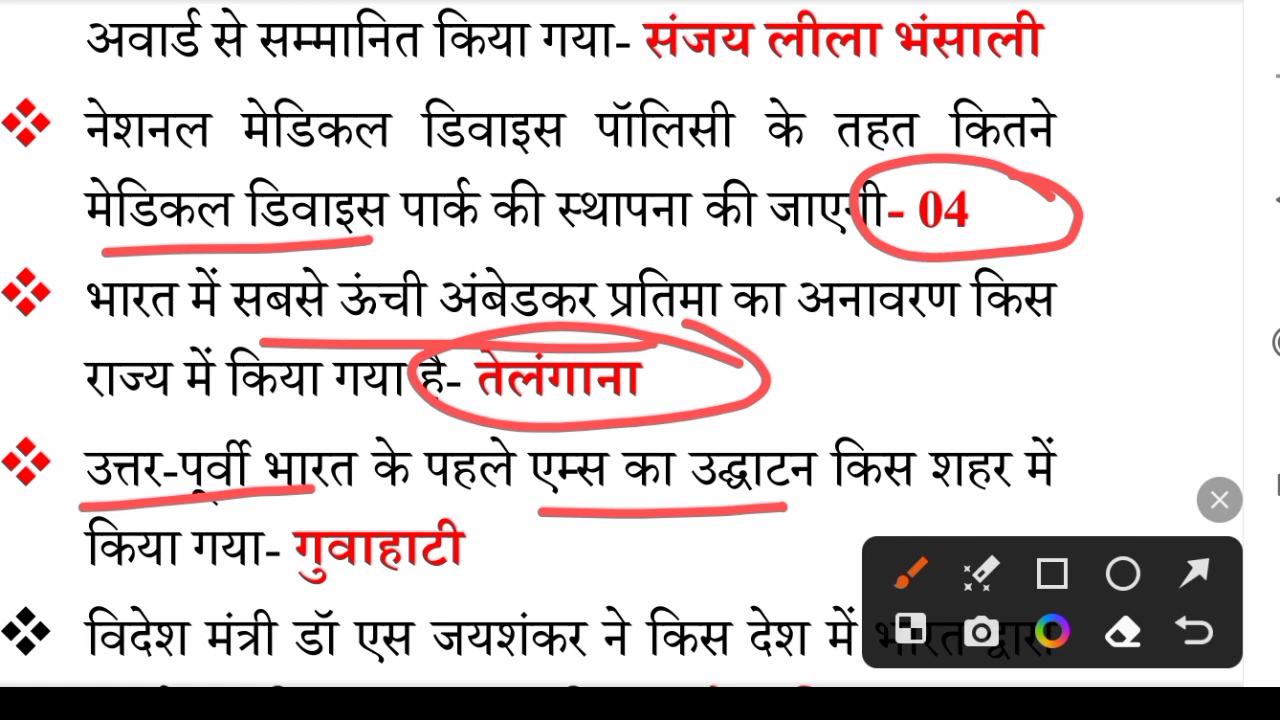 अवार्ड से सम्मानित किया गया- संजय लीला भंसाली
नेशनल मेडिकल डिवाइस पॉलिसी के तहत कितने
मेडिकल डिवाइस पार्क की स्थापना की जाएगी- 04
भारत में सबसे ऊंची अंबेडकर प्रतिमा का अनावरण किस
राज्य में किया गया है- तेलंगाना
उत्तर-पूर्वी भारत के पहले एम्स का उद्घाटन किस शहर में
किया गया- गुवाहाटी
विदेश मंत्री डॉ एस जयशंकर ने किस देश में भारत द्वारा